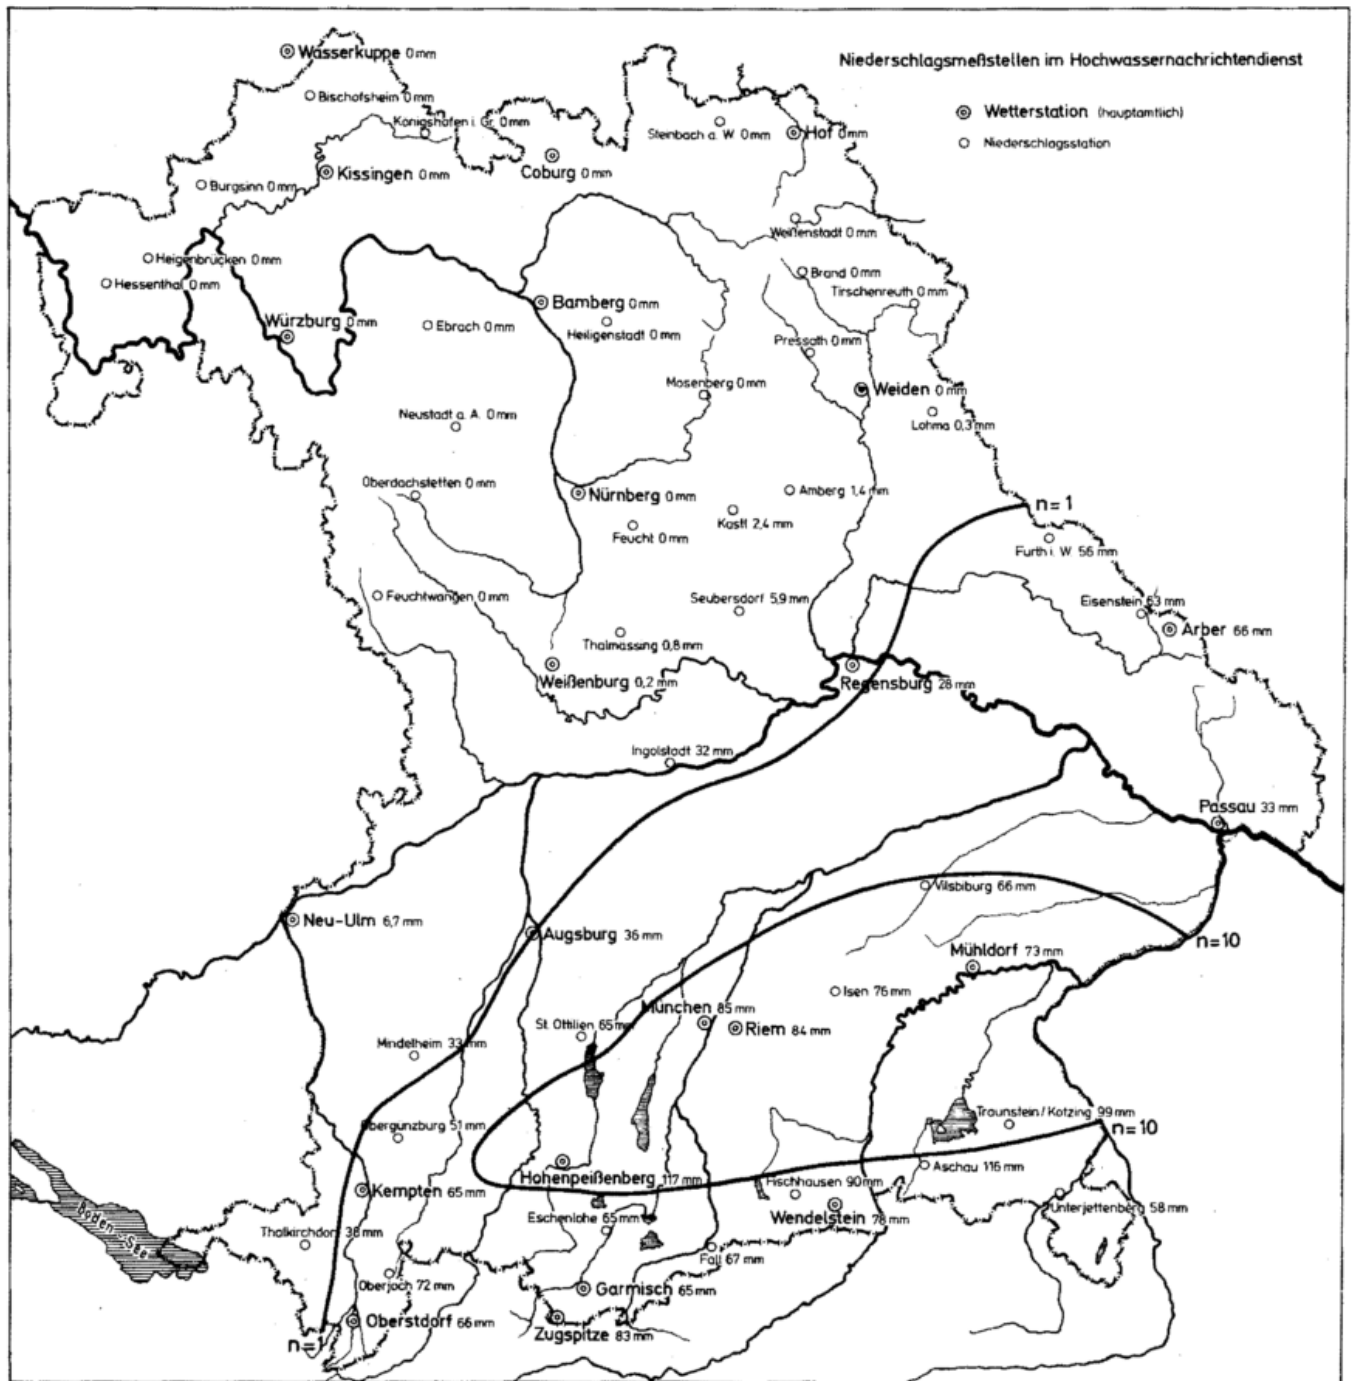 Niederschlagsmeßstellen im Hochwassernachrichtendienst
Wetterstation (hauptamtlich)
Niederschlagsstation
Wasserkuppe 0 mm
Bischofsheim 0 mm
Königshofen i. Gr. 0 mm
Steinbach a. W. 0 mm
Hof 0 mm
Kissingen 0 mm
Coburg 0 mm
Burgsinn 0 mm
Weißenstadt 0 mm
Heigenbrücken 0 mm
Hessenthal 0 mm
Brand 0 mm
Tirschenreuth 0 mm
Bamberg 0 mm
Würzburg 0 mm
Ebrach 0 mm
Heiligenstadt 0 mm
Pressath 0 mm
Mosenberg 0 mm
Weiden 0 mm
Neustadt a. A. 0 mm
Lohma 0,3 mm
Oberdachstetten 0 mm
Nürnberg 0 mm
Amberg 1,4 mm
n=1
Kastl 2,4 mm
Feucht 0 mm
Furth i. W. 56 mm
Feuchtwangen 0 mm
Seubersdorf 5,9 mm
Eisenstein 63 mm
Arber 66 mm
Thalmassing 0,8 mm
Weißenburg 0,2 mm
Regensburg 28 mm
Ingolstadt 32 mm
Passau 33 mm
Vilsbiburg 66 mm
Neu-Ulm 6,7 mm
Augsburg 36 mm
n=10
Mühldorf 73 mm
Isen 76 mm
München 85 mm
Riem 84 mm
St. Ottilien 65 mm
Mindelheim 33 mm
Traunstein/Kotzing 99 mm
Obergünzburg 51 mm
n=10
Aschau 116 mm
Hohenpeißenberg 117 mm
Fischhausen 90 mm
Kempten 65 mm
Unterjettenberg 58 mm
Eschenlohe 65 mm
Wendelstein 78 mm
Thalkirchdorf 38 mm
Boden-See
Fall 67 mm
Oberjoch 72 mm
Garmisch 65 mm
Oberstdorf 66 mm
Zugspitze 83 mm
n=1